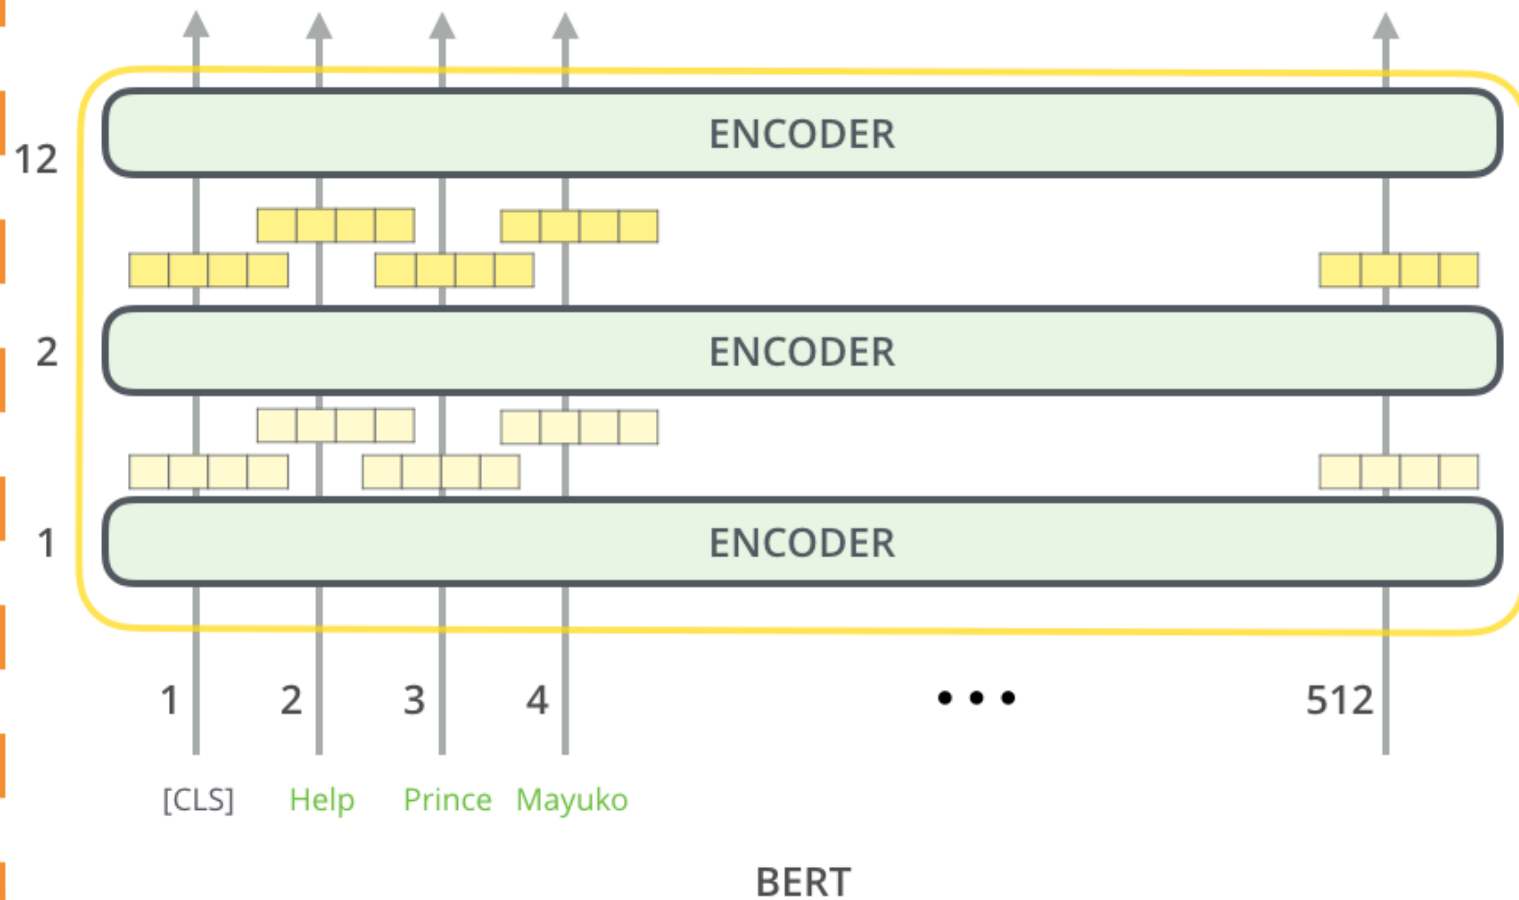 12 ENCODER
2 ENCODER
1 ENCODER
1 2 3 4 ••• 512
[CLS] Help Prince Mayuko
BERT